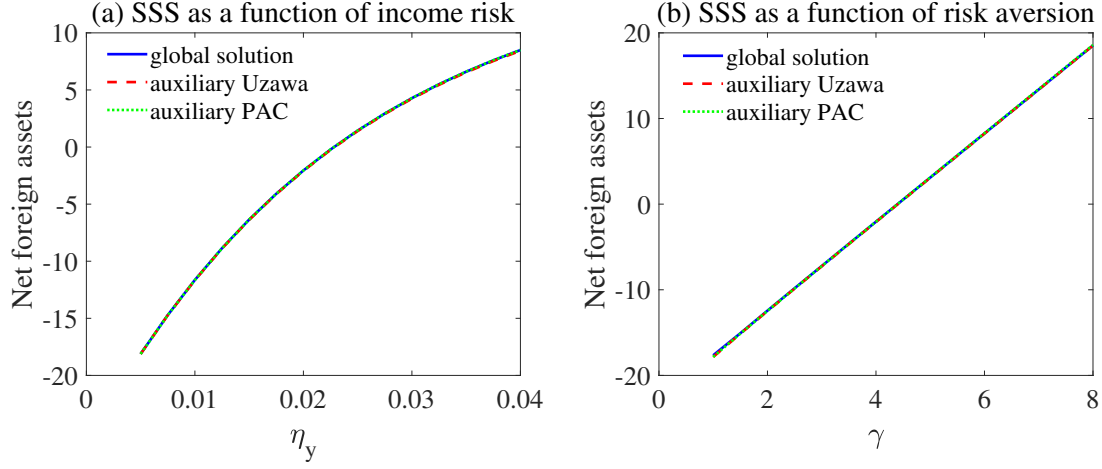 (a) SSS as a function of income risk
10
5
0
-5
-10
-15
-20
Net foreign assets
global solution
auxiliary Uzawa
auxiliary PAC
0 0.01 0.02 0.03 0.04
η_y
(b) SSS as a function of risk aversion
20
10
0
-10
-20
Net foreign assets
global solution
auxiliary Uzawa
auxiliary PAC
0 2 4 6 8
γ